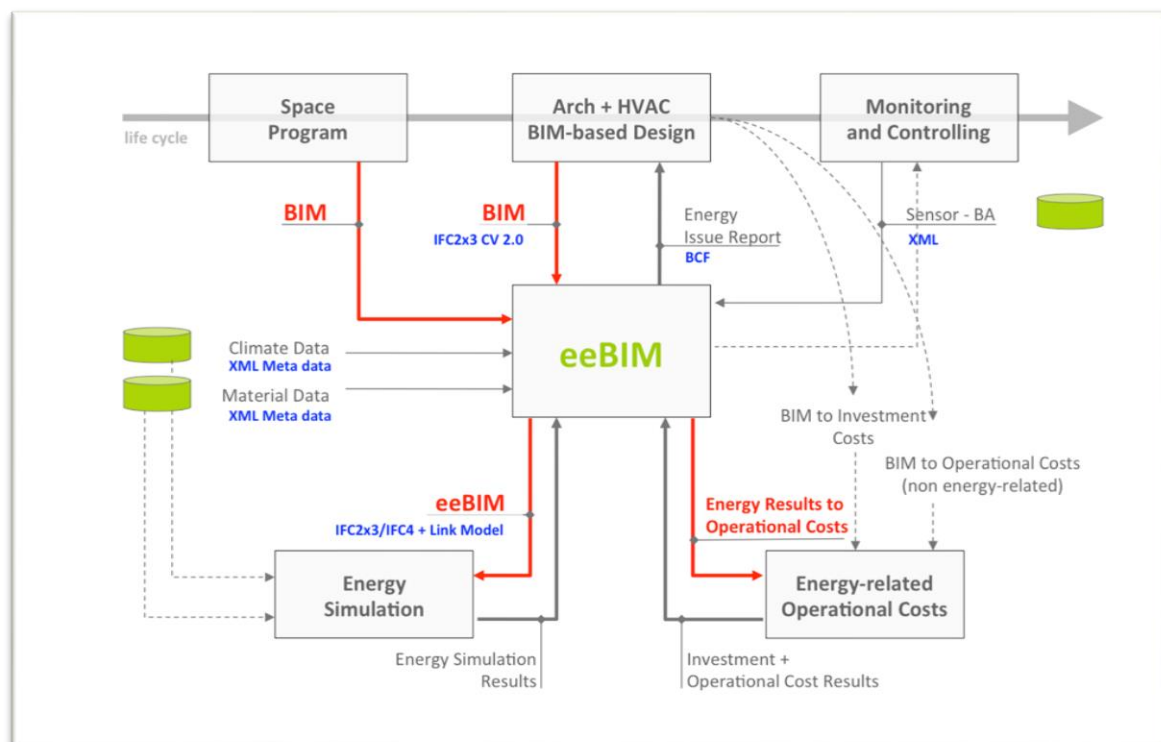 Space
Program
Arch + HVAC
BIM-based Design
Monitoring
and Controlling
life cycle
BIM
BIM
IFC2x3 CV 2.0
Energy
Issue Report
BCF
Sensor - BA
XML
eeBIM
Climate Data
XML Meta data
Material Data
XML Meta data
BIM to Investment
Costs
BIM to Operational Costs
(non energy-related)
eeBIM
IFC2x3/IFC4 + Link Model
Energy Results to
Operational Costs
Energy
Simulation
Energy-related
Operational Costs
Energy Simulation
Results
Investment +
Operational Cost Results